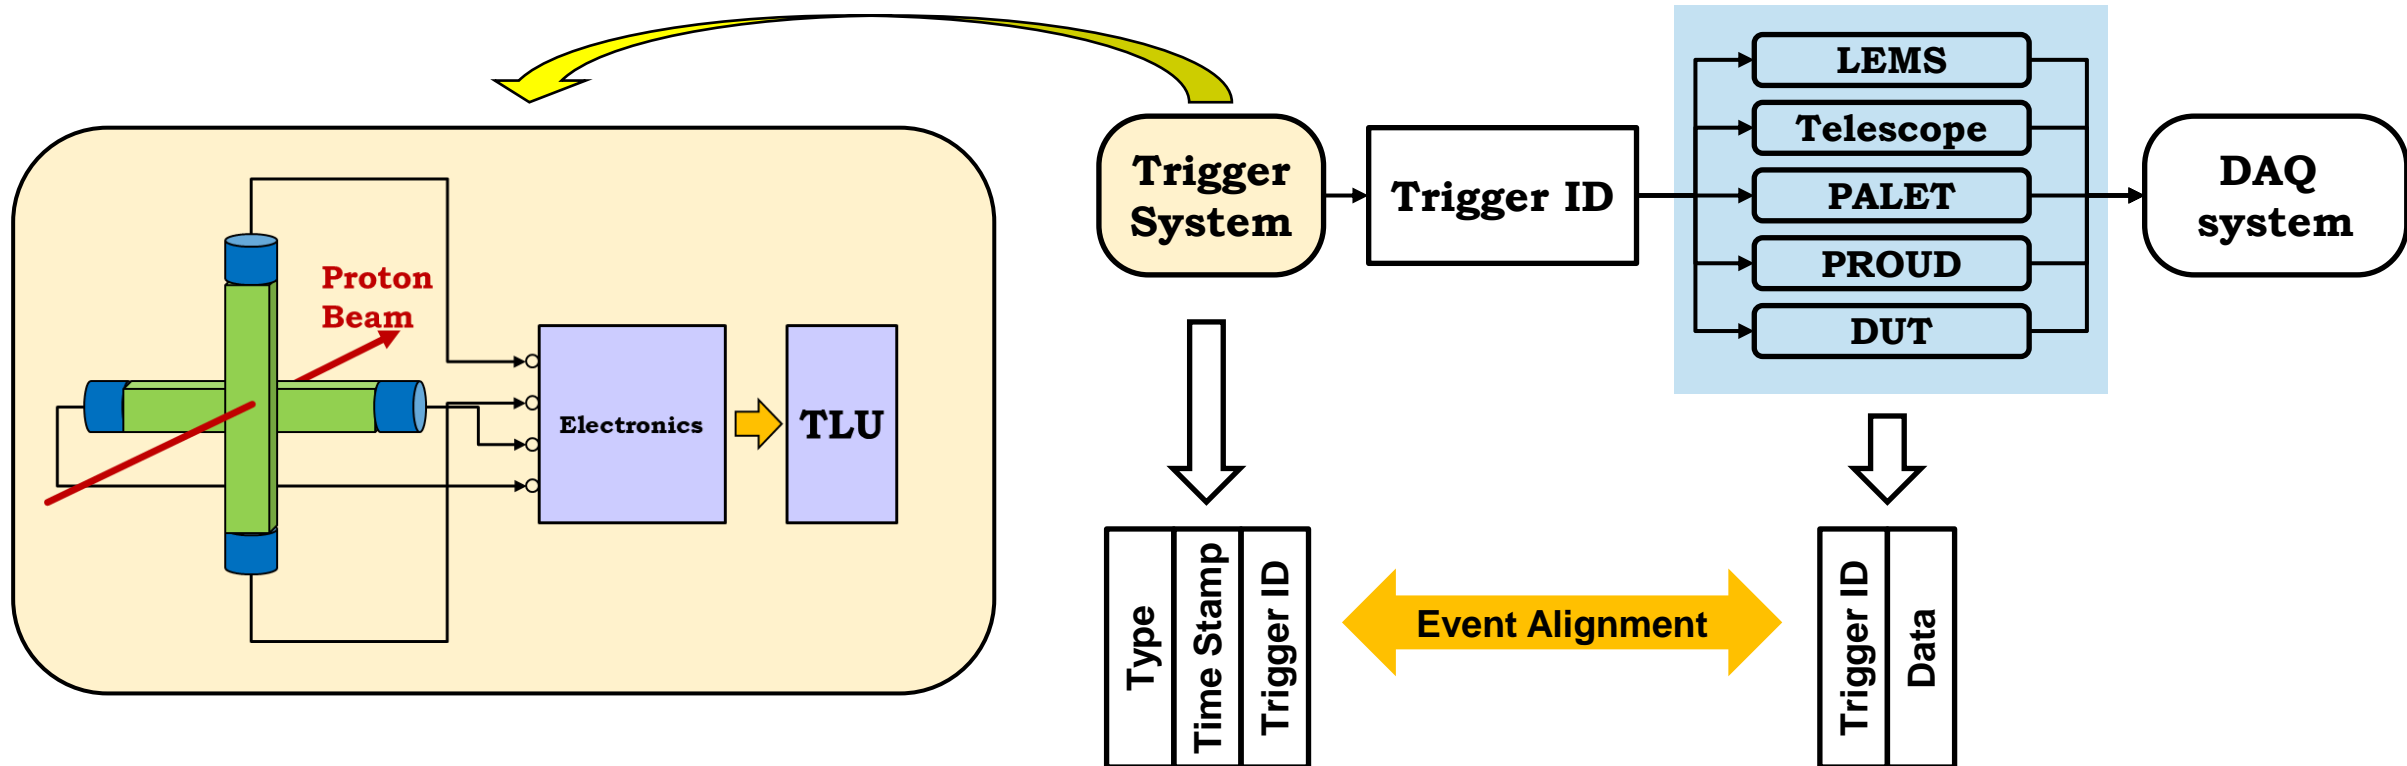 Proton
Beam
Electronics
TLU
Trigger
System
Trigger ID
LEMS
Telescope
PALET
PROUD
DUT
DAQ
system
Type
Time Stamp
Trigger ID
Event Alignment
Trigger ID
Data